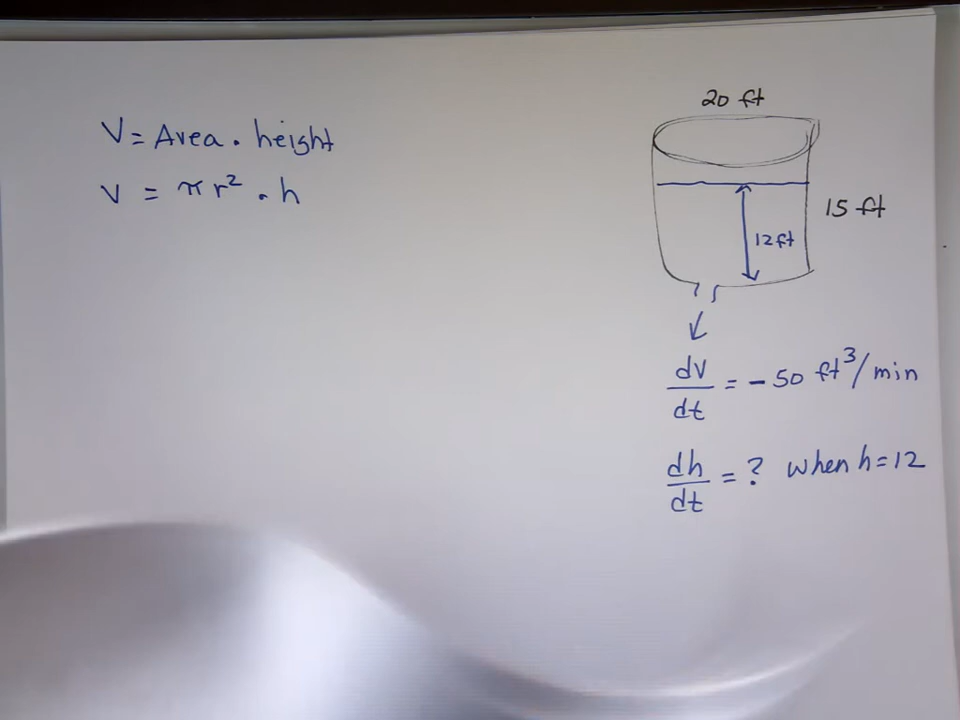 V = Area . height
V = πr² . h
20 ft
15 ft
12 ft
dv/dt = -50 ft³/min
dh/dt = ? when h=12